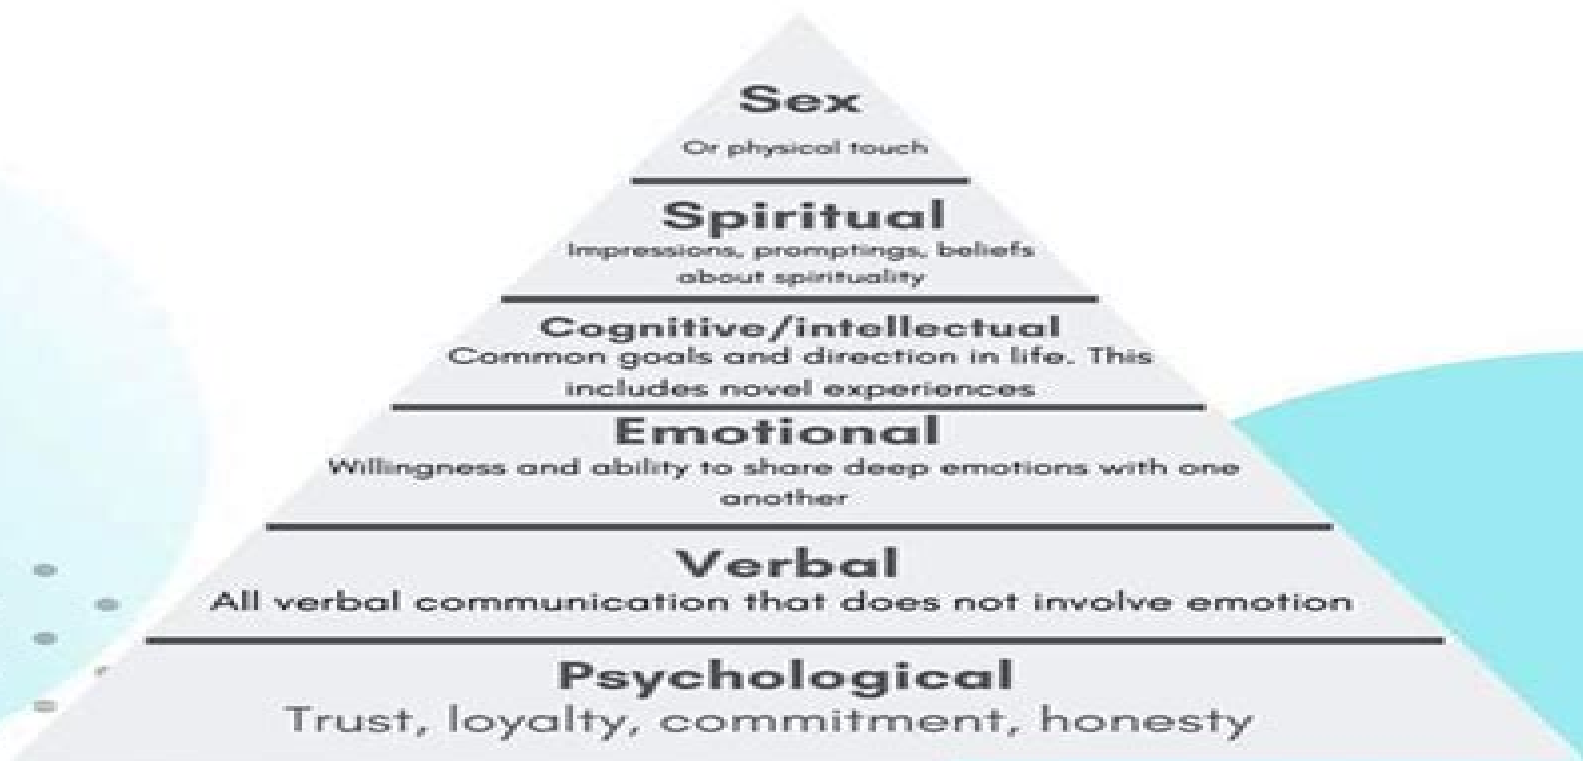 Sex
Or physical touch
Spiritual
Impressions, promptings, beliefs
about spirituality
Cognitive/intellectual
Common goals and direction in life. This
includes novel experiences
Emotional
Willingness and ability to share deep emotions with one
another
Verbal
All verbal communication that does not involve emotion
Psychological
Trust, loyalty, commitment, honesty